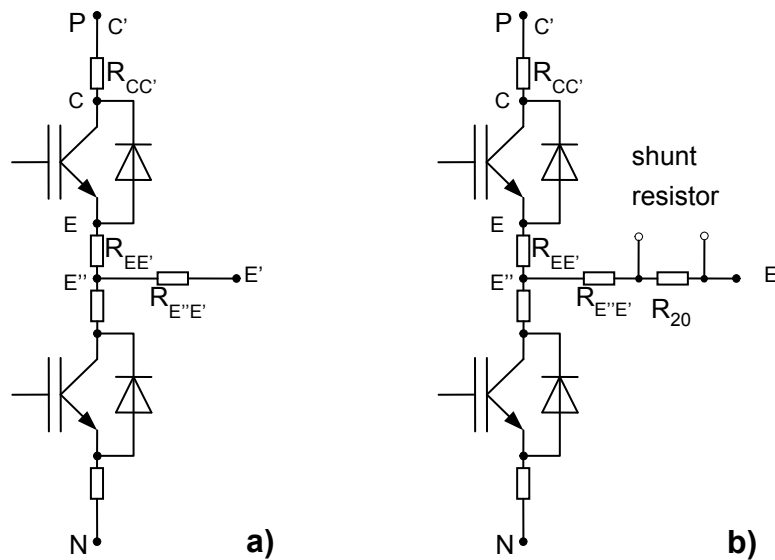 P C'
R_CC'
C
E
R_EE'
E'' E'
R_E''E'
N
a)
P C'
R_CC'
C
shunt
resistor
E
R_EE'
E'' E
R_E''E' R_20
N
b)